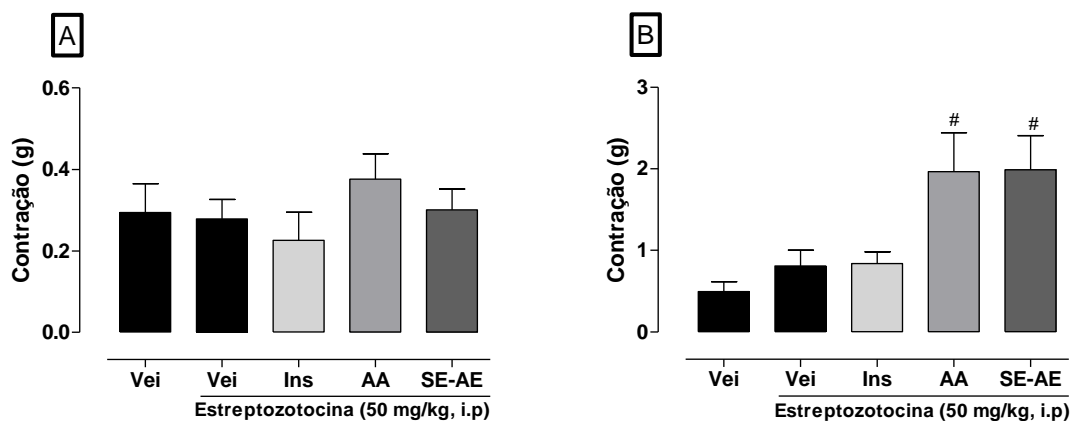 A
Contração (g)
0.6
0.4
0.2
0.0
Vei Vei Ins AA SE-AE
Estreptozotocina (50 mg/kg, i.p)
B
Contração (g)
3
2
1
0
# #
Vei Vei Ins AA SE-AE
Estreptozotocina (50 mg/kg, i.p)